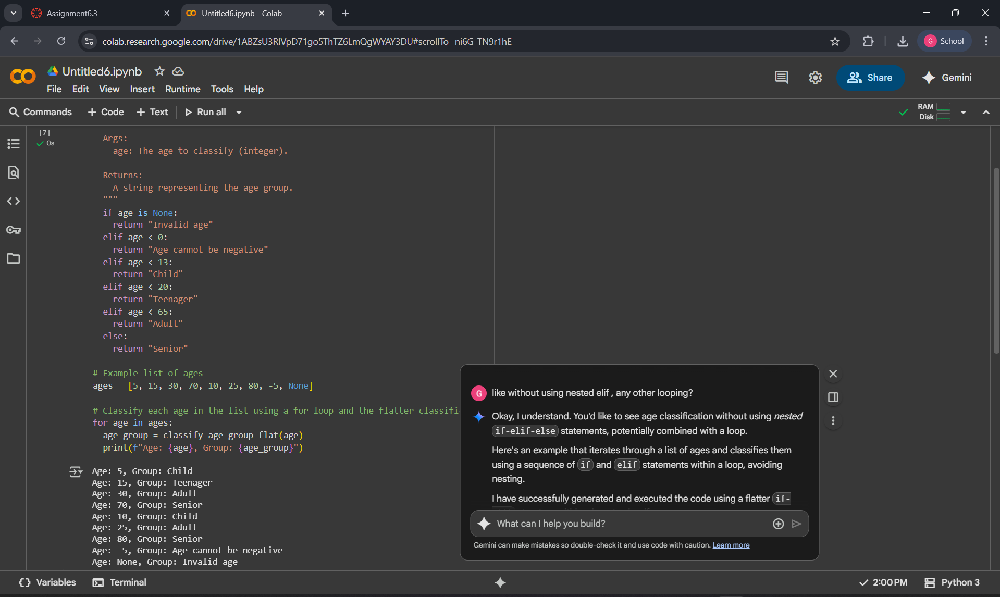 Assignment6.3
Untitled6.ipynb - Colab
colab.research.google.com/drive/1ABZsU3RlVpD71go5ThTZ6LmQgWYAY3DU#scrollTo=ni6G_TN9r1hE
G School
CO
Untitled6.ipynb
File Edit View Insert Runtime Tools Help
Share
Gemini
Commands + Code + Text Run all
RAM
Disk
[7]
0s
Args:
age: The age to classify (integer).
Returns:
A string representing the age group.
"""
if age is None:
return "Invalid age"
elif age < 0:
return "Age cannot be negative"
elif age < 13:
return "Child"
elif age < 20:
return "Teenager"
elif age < 65:
return "Adult"
else:
return "Senior"
# Example list of ages
ages = [5, 15, 30, 70, 10, 25, 80, -5, None]
# Classify each age in the list using a for loop and the flatter classifi
for age in ages:
age_group = classify_age_group_flat(age)
print(f"Age: {age}, Group: {age_group}")
Age: 5, Group: Child
Age: 15, Group: Teenager
Age: 30, Group: Adult
Age: 70, Group: Senior
Age: 10, Group: Child
Age: 25, Group: Adult
Age: 80, Group: Senior
Age: -5, Group: Age cannot be negative
Age: None, Group: Invalid age
G like without using nested elif , any other looping?
Okay, I understand. You'd like to see age classification without using nested
if-elif-else statements, potentially combined with a loop.
Here's an example that iterates through a list of ages and classifies them
using a sequence of if and elif statements within a loop, avoiding
nesting.
I have successfully generated and executed the code using a flatter if-
What can I help you build?
Gemini can make mistakes so double-check it and use code with caution. Learn more
Variables Terminal
2:00 PM Python 3